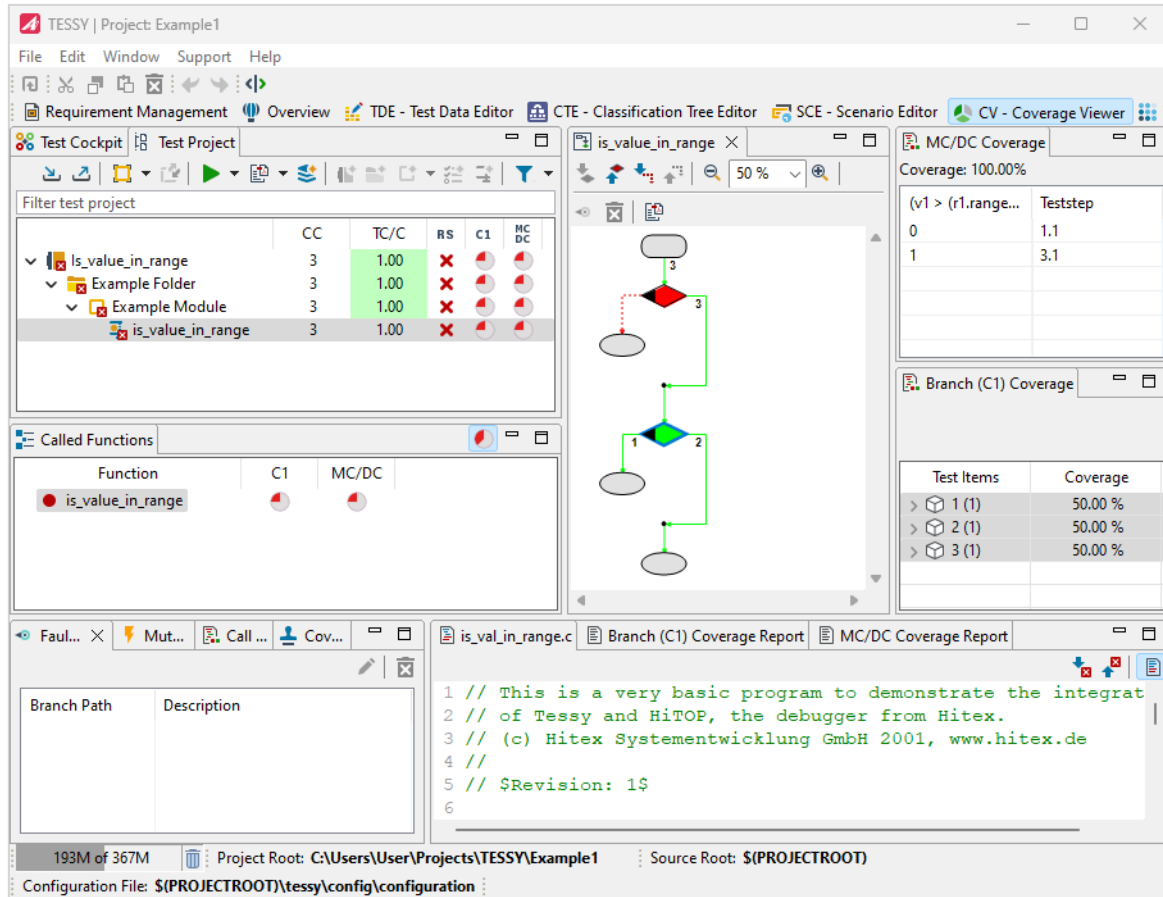 TESSY | Project: Example1
File Edit Window Support Help
Requirement Management Overview TDE - Test Data Editor CTE - Classification Tree Editor SCE - Scenario Editor CV - Coverage Viewer
Test Cockpit Test Project
Filter test project
CC TC/C RS C1 MC DC
Is_value_in_range 3 1.00
Example Folder 3 1.00
Example Module 3 1.00
is_value_in_range 3 1.00
Called Functions
Function C1 MC/DC
is_value_in_range
is_value_in_range
50 %
3
3
1 2
MC/DC Coverage
Coverage: 100.00%
(v1 > (r1.range... Teststep
0 1.1
1 3.1
Branch (C1) Coverage
Test Items Coverage
1 (1) 50.00 %
2 (1) 50.00 %
3 (1) 50.00 %
Faul... Mut... Call ... Cov...
Branch Path Description
is_val_in_range.c Branch (C1) Coverage Report MC/DC Coverage Report
1 // This is a very basic program to demonstrate the integrat
2 // of Tessy and HiTOP, the debugger from Hitex.
3 // (c) Hitex Systementwicklung GmbH 2001, www.hitex.de
4 //
5 // $Revision: 1$
6
193M of 367M Project Root: C:\Users\User\Projects\TESSY\Example1 Source Root: $(PROJECTROOT)
Configuration File: $(PROJECTROOT)\tessy\config\configuration